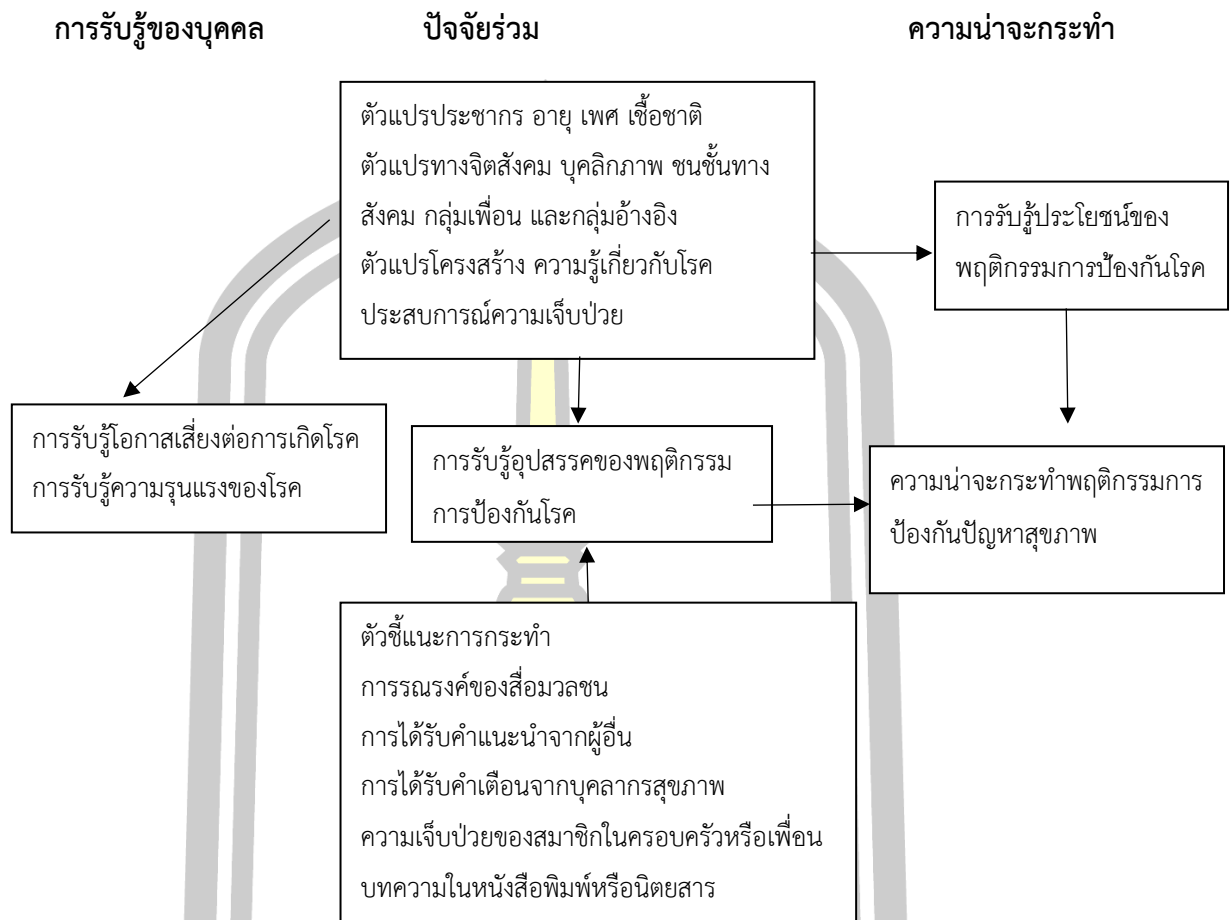 การรับรู้ของบุคคล
ปัจจัยร่วม
ความน่าจะกระทำ
ตัวแปรประชากร อายุ เพศ เชื้อชาติ
ตัวแปรทางจิตสังคม บุคลิกภาพ ชนชั้นทาง
สังคม กลุ่มเพื่อน และกลุ่มอ้างอิง
ตัวแปรโครงสร้าง ความรู้เกี่ยวกับโรค
ประสบการณ์ความเจ็บป่วย
การรับรู้ประโยชน์ของ
พฤติกรรมการป้องกันโรค
การรับรู้โอกาสเสี่ยงต่อการเกิดโรค
การรับรู้ความรุนแรงของโรค
การรับรู้อุปสรรคของพฤติกรรม
การป้องกันโรค
ความน่าจะกระทำพฤติกรรมการ
ป้องกันปัญหาสุขภาพ
ตัวชี้แนะการกระทำ
การรณรงค์ของสื่อมวลชน
การได้รับคำแนะนำจากผู้อื่น
การได้รับคำเตือนจากบุคลากรสุขภาพ
ความเจ็บป่วยของสมาชิกในครอบครัวหรือเพื่อน
บทความในหนังสือพิมพ์หรือนิตยสาร